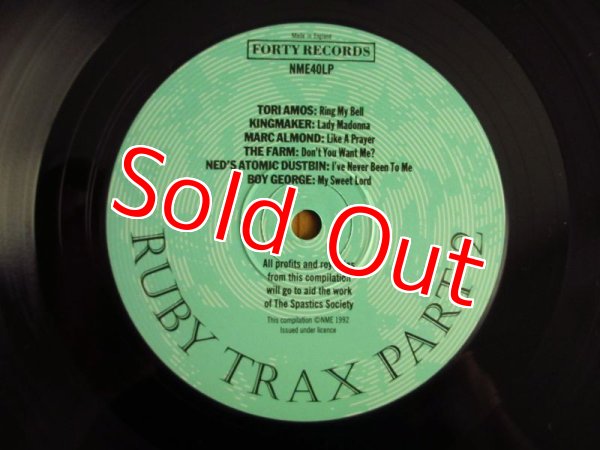 Made in England
FORTY RECORDS
NME40LP
TORI AMOS: Ring My Bell
KINGMAKER: Lady Madonna
MARC ALMOND: Like A Prayer
THE FARM: Don't You Want Me?
NED'S ATOMIC DUSTBIN: I've Never Been To Me
BOY GEORGE: My Sweet Lord
Sold Out
All profits and
from this compilation
will go to aid the work
of The Spastics Society
This compilation ©NME 1992
Issued under licence
RUBY TRAX PART 2